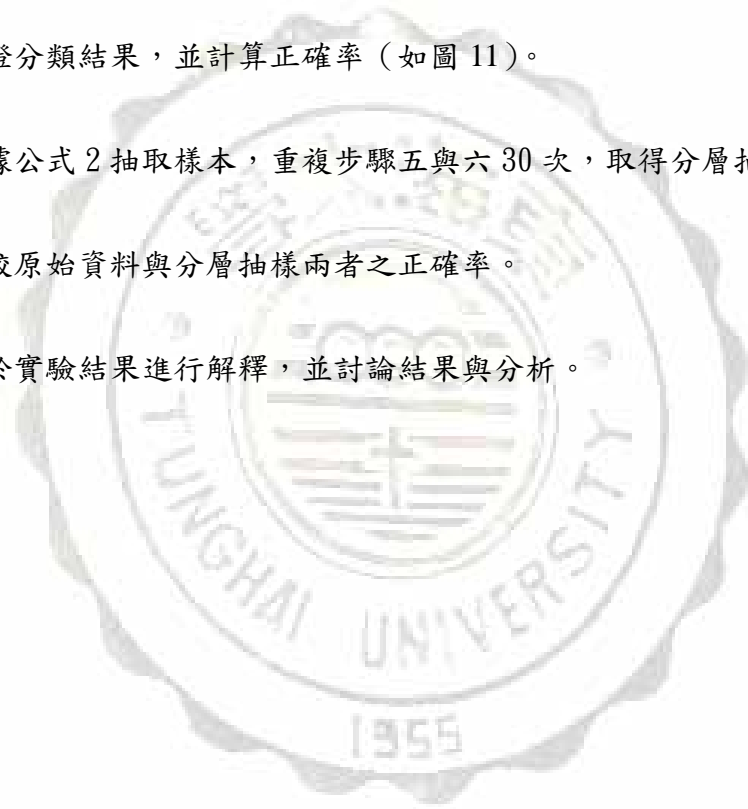 證分類結果，並計算正確率（如圖 11）。
據公式 2 抽取樣本，重複步驟五與六 30 次，取得分層抽
較原始資料與分層抽樣兩者之正確率。
於實驗結果進行解釋，並討論結果與分析。
TUNGHAI UNIVERSITY
1955